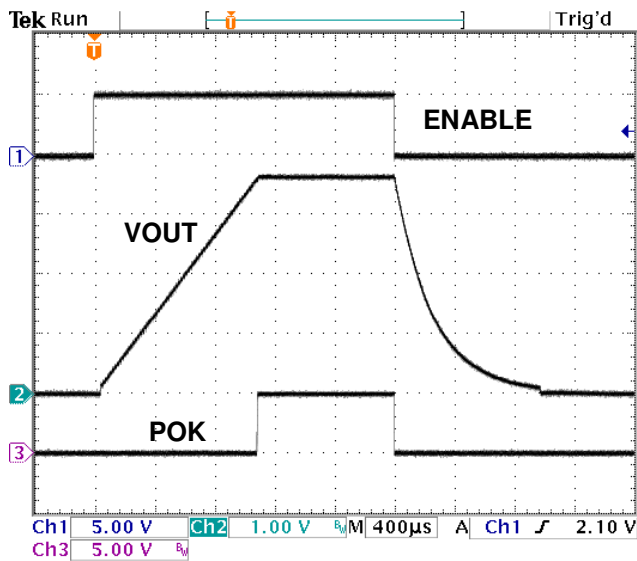 Tek Run Trig'd
T
T
ENABLE
1
VOUT
2
POK
3
Ch1 5.00 V Ch2 1.00 V BW M 400µs A Ch1 2.10 V
Ch3 5.00 V BW